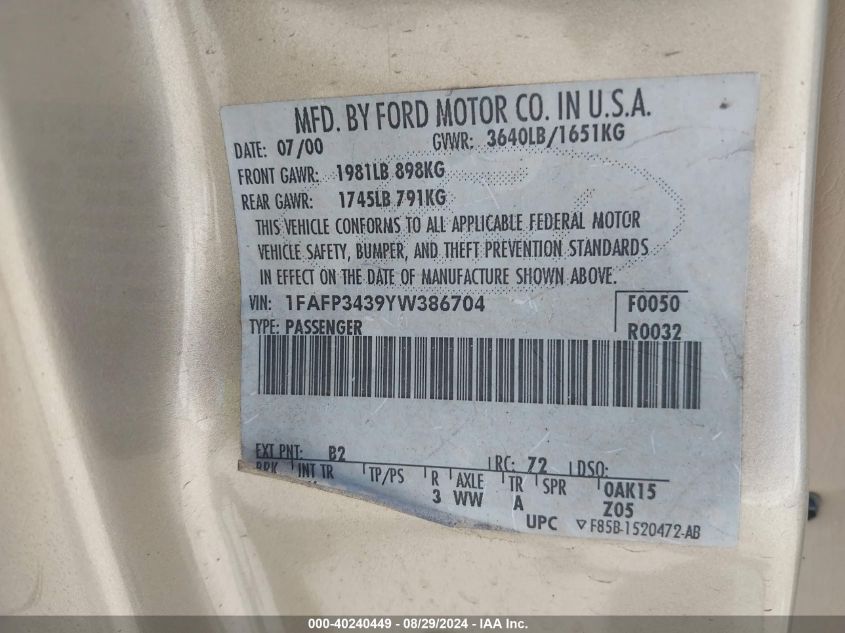 MFD. BY FORD MOTOR CO. IN U.S.A.
DATE: 07/00 GVWR: 3640LB/1651KG
FRONT GAWR: 1981LB 898KG
REAR GAWR: 1745LB 791KG
THIS VEHICLE CONFORMS TO ALL APPLICABLE FEDERAL MOTOR
VEHICLE SAFETY, BUMPER, AND THEFT PREVENTION STANDARDS
IN EFFECT ON THE DATE OF MANUFACTURE SHOWN ABOVE.
VIN: 1FAFP3439YW386704 F0050
TYPE: PASSENGER R0032
EXT PNT: B2 RC: 72 DSO:
BRK INT TR TP/PS R AXLE TR SPR 0AK15
3 WW A Z05
UPC F85B-1520472-AB
000-40240449 - 08/29/2024 - IAA Inc.